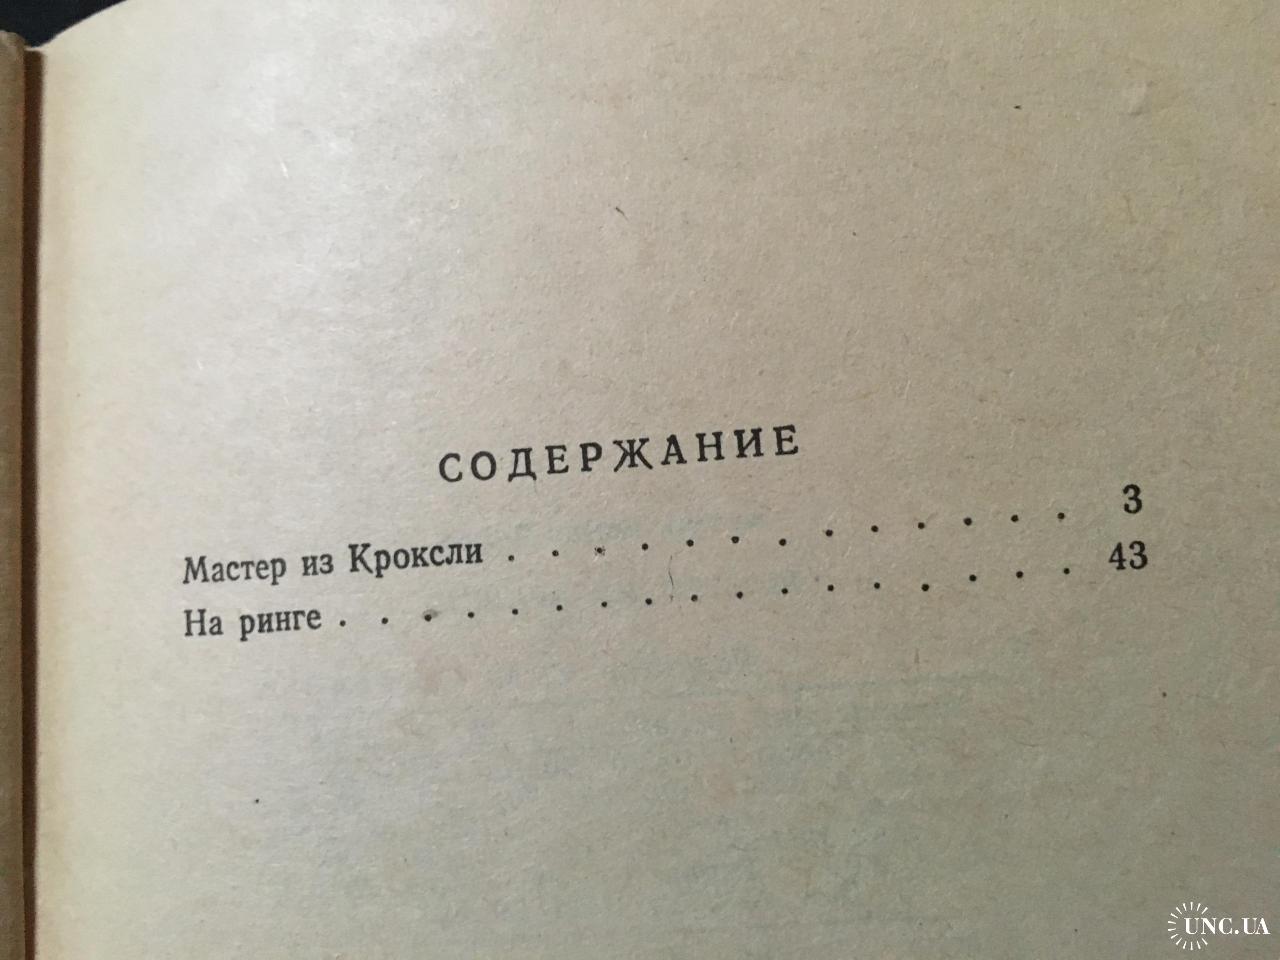 СОДЕРЖАНИЕ
Мастер из Кроксли . . . . . . . . . . . . . 3
На ринге . . . . . . . . . . . . . . . . . 43
UNC.UA